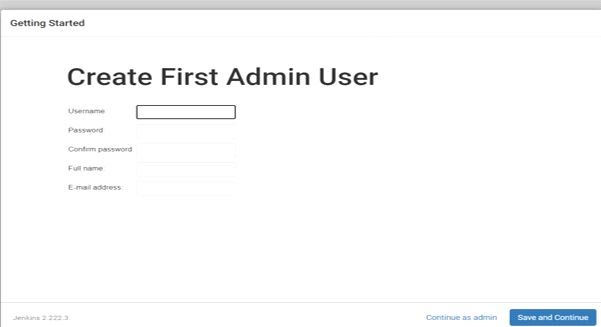 Getting Started
Create First Admin User
Username:
Password:
Confirm password:
Full name:
E-mail address:
Jenkins 2.222.3
Continue as admin
Save and Continue